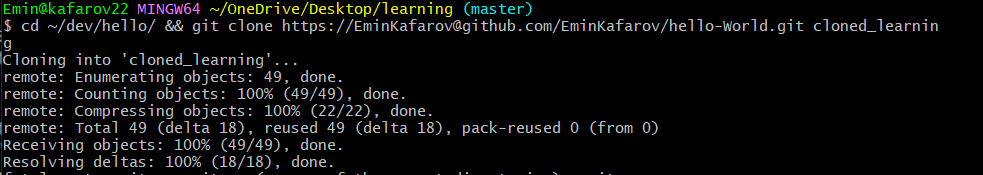 Emin@kafarov22 MINGW64 ~/OneDrive/Desktop/learning (master)
$ cd ~/dev/hello/ && git clone https://EminKafarov@github.com/EminKafarov/hello-World.git cloned_learnin
g
Cloning into 'cloned_learning'...
remote: Enumerating objects: 49, done.
remote: Counting objects: 100% (49/49), done.
remote: Compressing objects: 100% (22/22), done.
remote: Total 49 (delta 18), reused 49 (delta 18), pack-reused 0 (from 0)
Receiving objects: 100% (49/49), done.
Resolving deltas: 100% (18/18), done.